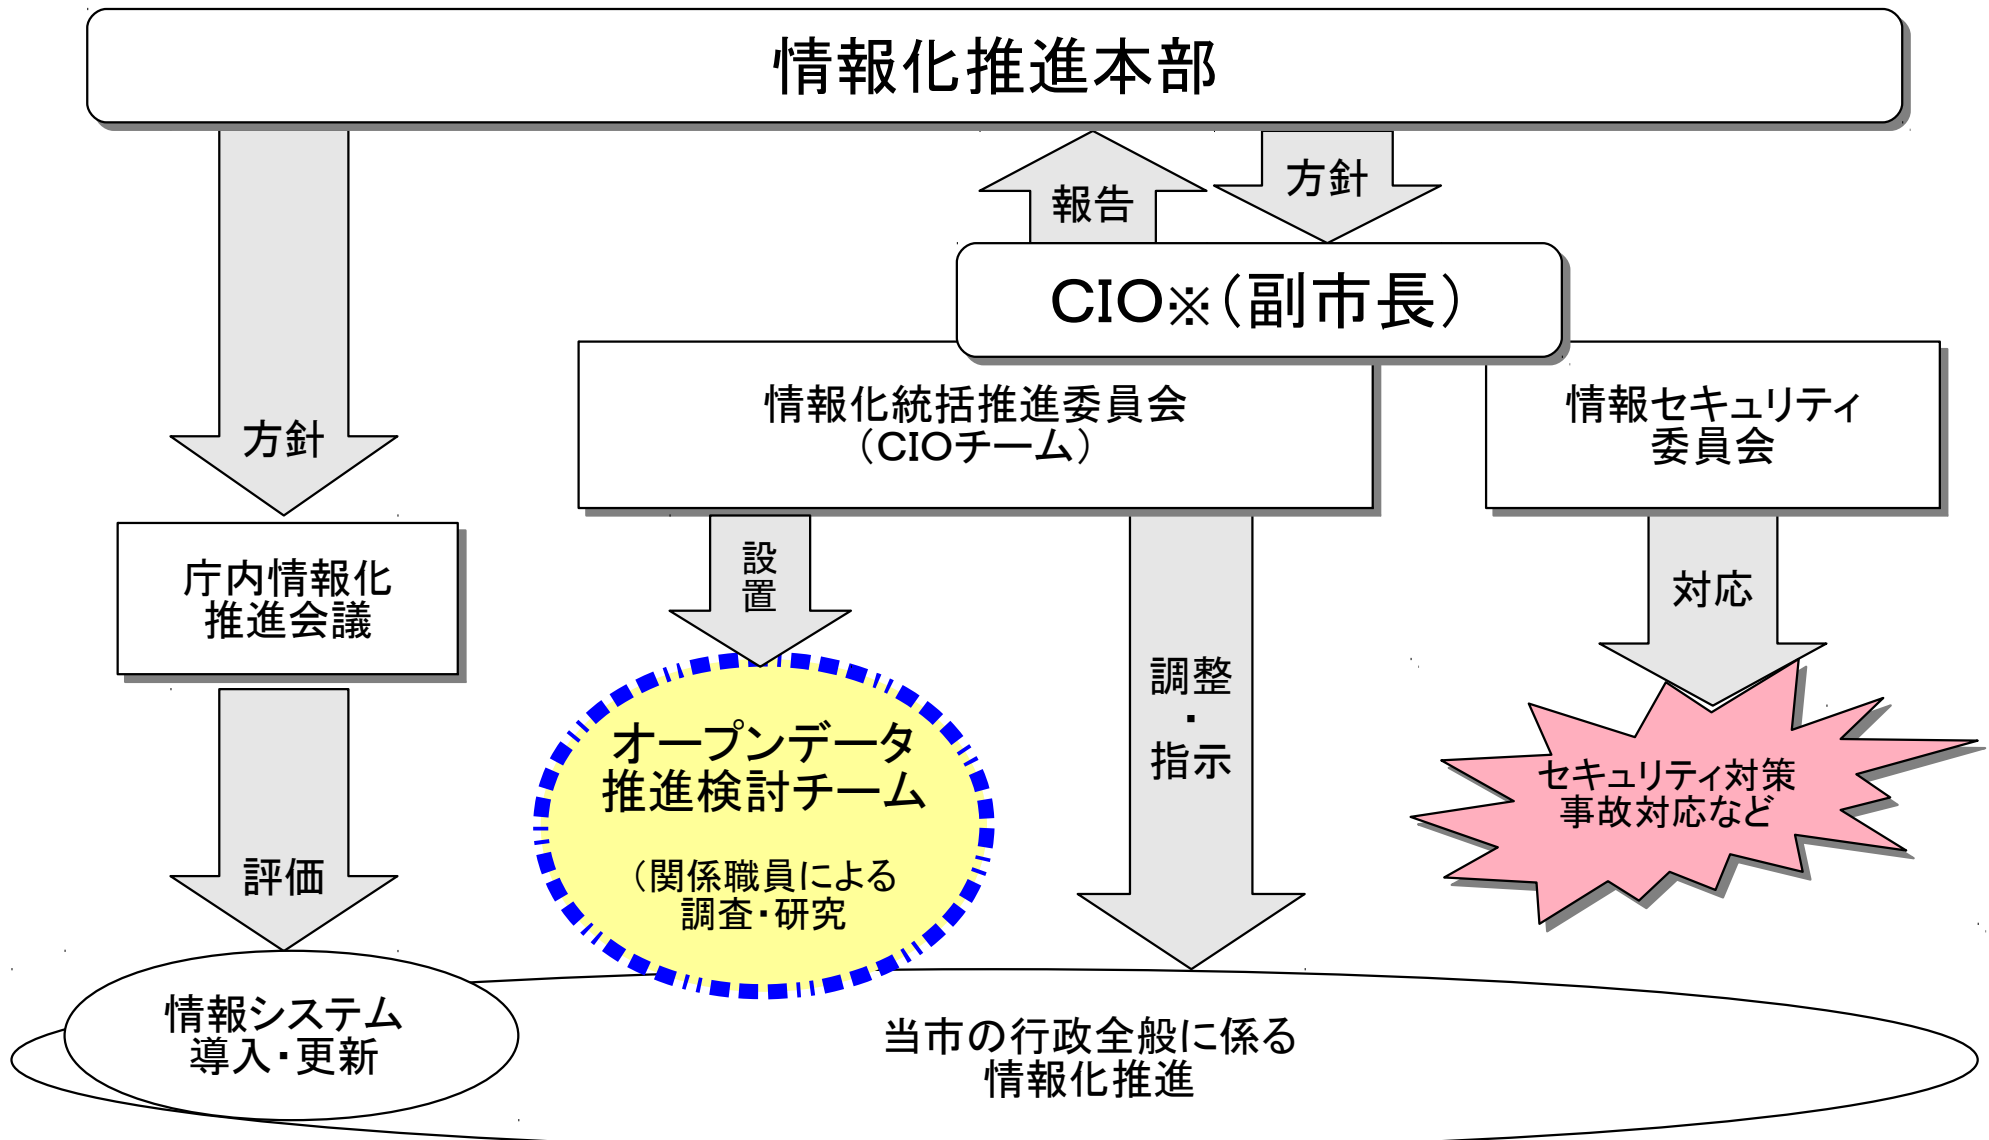 情報化推進本部
報告
方針
CIO※(副市長)
情報化統括推進委員会
(CIOチーム)
情報セキュリティ
委員会
方針
庁内情報化
推進会議
設
置
対応
調整
・
指示
オープンデータ
推進検討チーム
(関係職員による
調査・研究
セキュリティ対策
事故対応など
評価
情報システム
導入・更新
当市の行政全般に係る
情報化推進